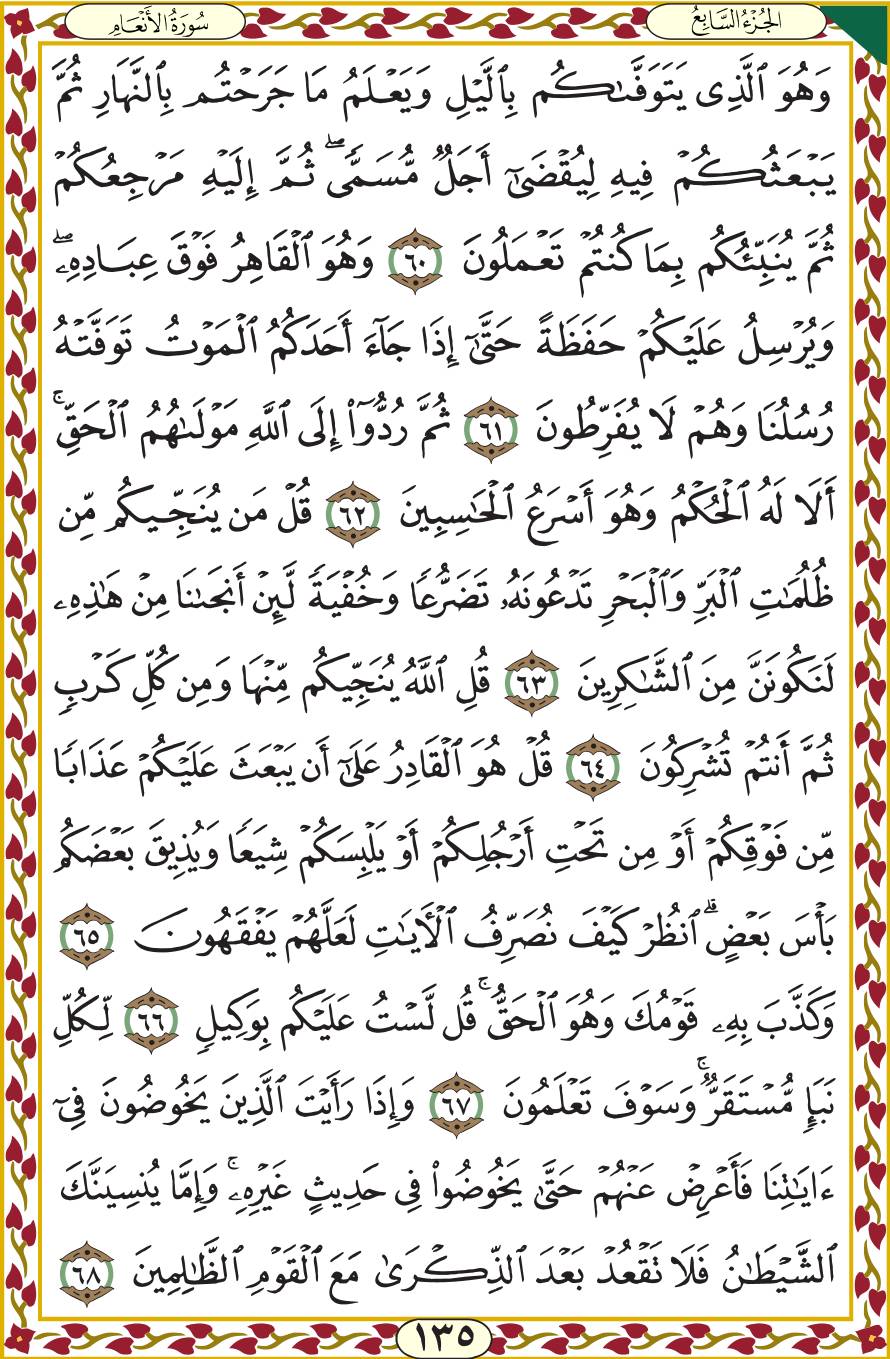 الجُزْءُ السَّابِعُ
سُورَةُ الأَنْعَامِ
وَهُوَ ٱلَّذِى يَتَوَفَّىٰكُم بِٱلَّيْلِ وَيَعْلَمُ مَا جَرَحْتُم بِٱلنَّهَارِ ثُمَّ
يَبْعَثُكُمْ فِيهِ لِيُقْضَىٰٓ أَجَلٌ مُّسَمًّى ۖ ثُمَّ إِلَيْهِ مَرْجِعُكُمْ
ثُمَّ يُنَبِّئُكُم بِمَا كُنتُمْ تَعْمَلُونَ ٦٠ وَهُوَ ٱلْقَاهِرُ فَوْقَ عِبَادِهِۦ ۖ
وَيُرْسِلُ عَلَيْكُمْ حَفَظَةً حَتَّىٰٓ إِذَا جَآءَ أَحَدَكُمُ ٱلْمَوْتُ تَوَفَّتْهُ
رُسُلُنَا وَهُمْ لَا يُفَرِّطُونَ ٦١ ثُمَّ رُدُّوٓا۟ إِلَى ٱللَّهِ مَوْلَىٰهُمُ ٱلْحَقِّ ۚ
أَلَا لَهُ ٱلْحُكْمُ وَهُوَ أَسْرَعُ ٱلْحَـٰسِبِينَ ٦٢ قُلْ مَن يُنَجِّيكُم مِّن
ظُلُمَـٰتِ ٱلْبَرِّ وَٱلْبَحْرِ تَدْعُونَهُۥ تَضَرُّعًا وَخُفْيَةً لَّئِنْ أَنجَىٰنَا مِنْ هَـٰذِهِۦ
لَنَكُونَنَّ مِنَ ٱلشَّـٰكِرِينَ ٦٣ قُلِ ٱللَّهُ يُنَجِّيكُم مِّنْهَا وَمِن كُلِّ كَرْبٍ
ثُمَّ أَنتُمْ تُشْرِكُونَ ٦٤ قُلْ هُوَ ٱلْقَادِرُ عَلَىٰٓ أَن يَبْعَثَ عَلَيْكُمْ عَذَابًا
مِّن فَوْقِكُمْ أَوْ مِن تَحْتِ أَرْجُلِكُمْ أَوْ يَلْبِسَكُمْ شِيَعًا وَيُذِيقَ بَعْضَكُم
بَأْسَ بَعْضٍ ۗ ٱنظُرْ كَيْفَ نُصَرِّفُ ٱلْـَٔايَـٰتِ لَعَلَّهُمْ يَفْقَهُونَ ٦٥
وَكَذَّبَ بِهِۦ قَوْمُكَ وَهُوَ ٱلْحَقُّ ۚ قُل لَّسْتُ عَلَيْكُم بِوَكِيلٍ ٦٦ لِّكُلِّ
نَبَإٍ مُّسْتَقَرٌّ ۚ وَسَوْفَ تَعْلَمُونَ ٦٧ وَإِذَا رَأَيْتَ ٱلَّذِينَ يَخُوضُونَ فِىٓ
ءَايَـٰتِنَا فَأَعْرِضْ عَنْهُمْ حَتَّىٰ يَخُوضُوا۟ فِى حَدِيثٍ غَيْرِهِۦ ۚ وَإِمَّا يُنسِيَنَّكَ
ٱلشَّيْطَـٰنُ فَلَا تَقْعُدْ بَعْدَ ٱلذِّكْرَىٰ مَعَ ٱلْقَوْمِ ٱلظَّـٰلِمِينَ ٦٨
١٣٥